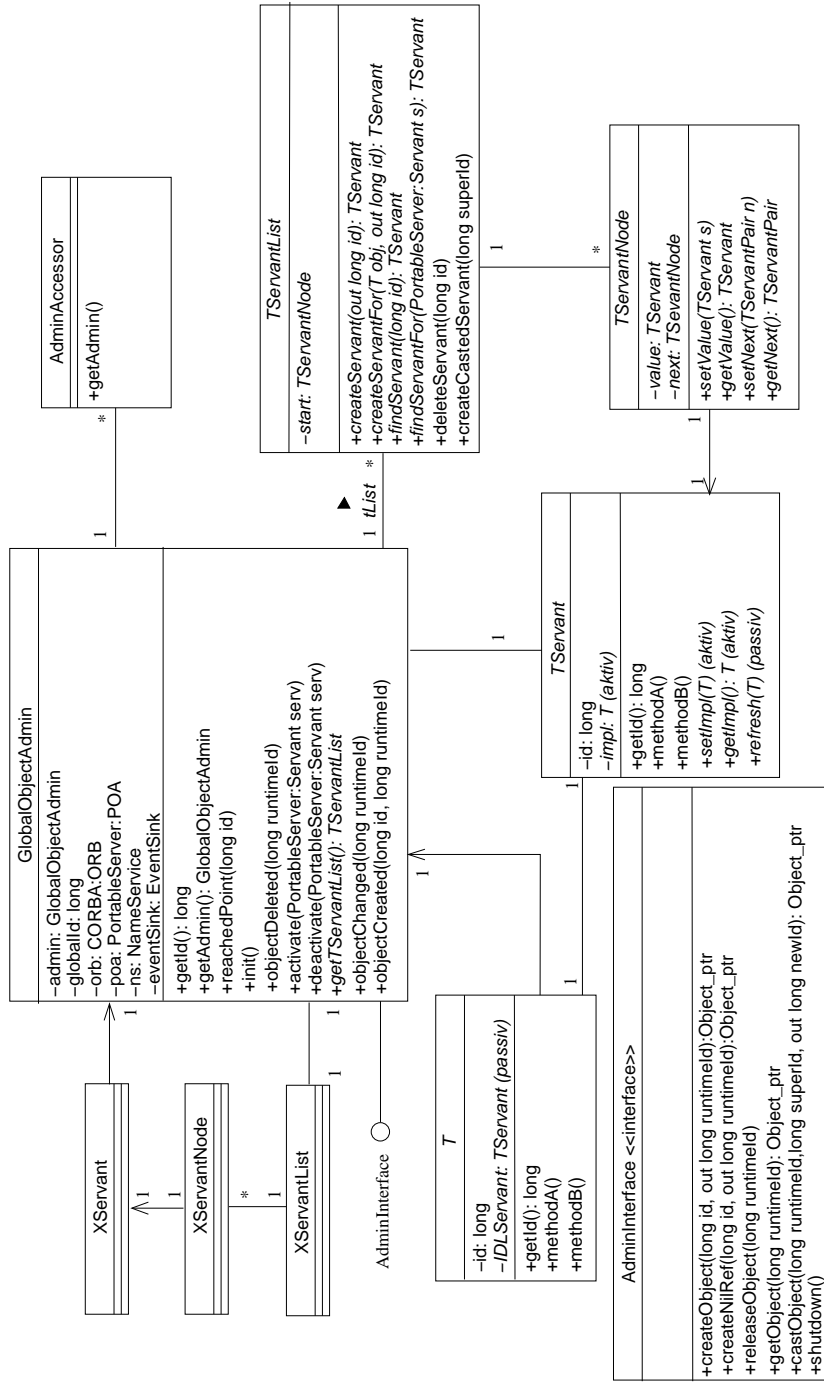 XServant
1
1
XServantNode
*
1
XServantList
1
1
1
AdminInterface
GlobalObjectAdmin
–admin: GlobalObjectAdmin
–globalId: long
–orb: CORBA:ORB
–poa: PortableServer:POA
–ns: NameService
–eventSink: EventSink
+getId(): long
+getAdmin(): GlobalObjectAdmin
+reachedPoint(long id)
+init()
+objectDeleted(long runtimeId)
+activate(PortableServer:Servant serv)
+deactivate(PortableServer:Servant serv)
+getTServantList(): TServantList
+objectChanged(long runtimeId)
+objectCreated(long id, long runtimeId)
1
*
AdminAccessor
+getAdmin()
1
tList
*
TServantList
–start: TServantNode
+createServant(out long id): TServant
+createServantFor(T obj, out long id): TServant
+findServant(long id): TServant
+findServantFor(PortableServer:Servant s): TServant
+deleteServant(long id)
+createCastedServant(long superId)
1
*
T
–id: long
–IDLServant: TServant (passiv)
+getId(): long
+methodA()
+methodB()
1
1
1
1
TServant
–id: long
–impl: T (aktiv)
+getId(): long
+methodA()
+methodB()
+setImpl(T) (aktiv)
+getImpl(): T (aktiv)
+refresh(T) (passiv)
1
1
TServantNode
–value: TServant
–next: TSevantNode
+setValue(TServant s)
+getValue(): TServant
+setNext(TServantPair n)
+getNext(): TServantPair
AdminInterface <<interface>>
+createObject(long id, out long runtimeId):Object_ptr
+createNilRef(long id, out long runtimeId):Object_ptr
+releaseObject(long runtimeId)
+getObject(long runtimeId): Object_ptr
+castObject(long runtimeId,long superId, out long newId): Object_ptr
+shutdown()